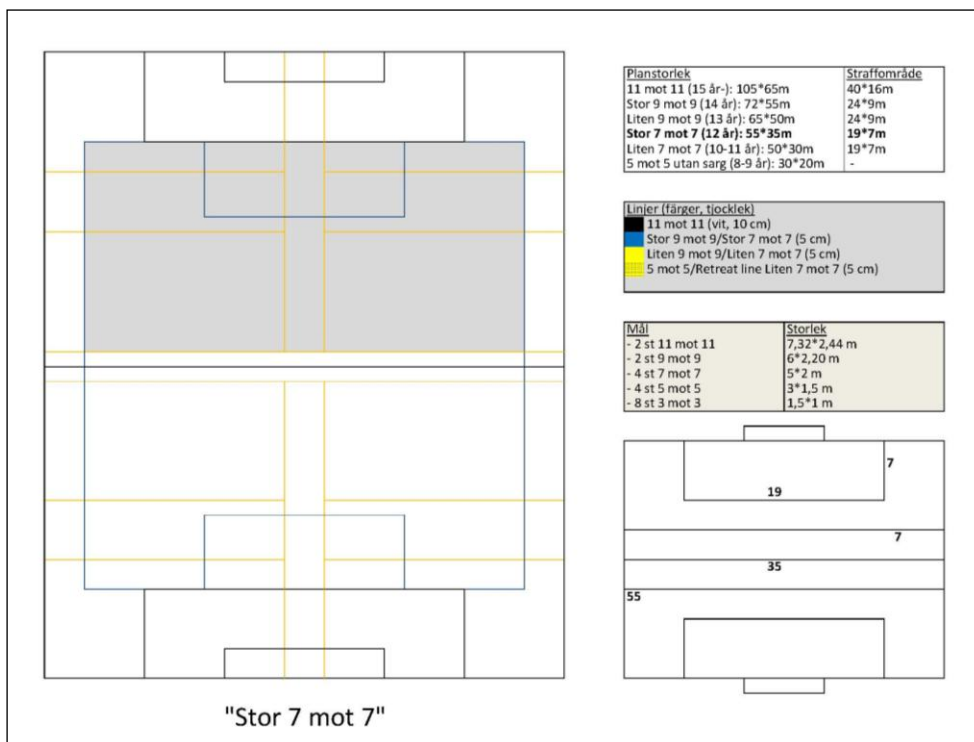 Planstorlek Straffområde
11 mot 11 (15 år-): 105*65m 40*16m
Stor 9 mot 9 (14 år): 72*55m 24*9m
Liten 9 mot 9 (13 år): 65*50m 24*9m
Stor 7 mot 7 (12 år): 55*35m 19*7m
Liten 7 mot 7 (10-11 år): 50*30m 19*7m
5 mot 5 utan sarg (8-9 år): 30*20m -
Linjer (färger, tjocklek)
11 mot 11 (vit, 10 cm)
Stor 9 mot 9/Stor 7 mot 7 (5 cm)
Liten 9 mot 9/Liten 7 mot 7 (5 cm)
5 mot 5/Retreat line Liten 7 mot 7 (5 cm)
Mål Storlek
- 2 st 11 mot 11 7,32*2,44 m
- 2 st 9 mot 9 6*2,20 m
- 4 st 7 mot 7 5*2 m
- 4 st 5 mot 5 3*1,5 m
- 8 st 3 mot 3 1,5*1 m
7
19
7
35
55
"Stor 7 mot 7"